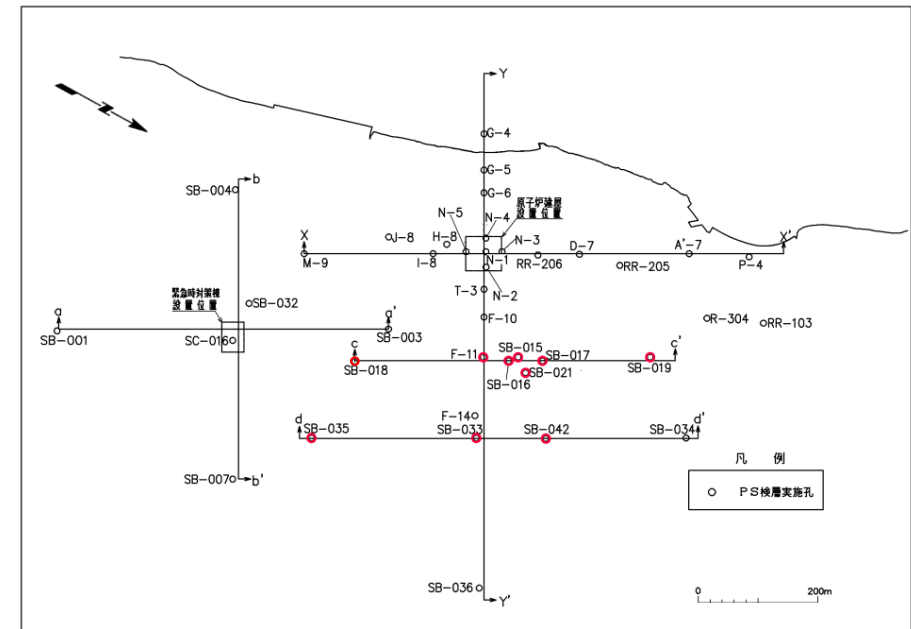 Y
G-4
G-5
SB-004
b
G-6
原子炉建屋
設置位置
N-5
N-4
X
J-8
H-8
N-3
D-7
A'-7
X'
M-9
I-8
N-1
RR-206
RR-205
P-4
T-3
N-2
緊急時対策棟
設置位置
SB-032
a
a'
F-10
R-304
RR-103
SB-001
SC-016
SB-003
c
F-11
SB-015
SB-017
c'
SB-018
SB-016
SB-021
SB-019
d
F-14
d'
SB-035
SB-033
SB-042
SB-034
凡 例
SB-007
b'
PS検層実施孔
SB-036
Y'
0
200m